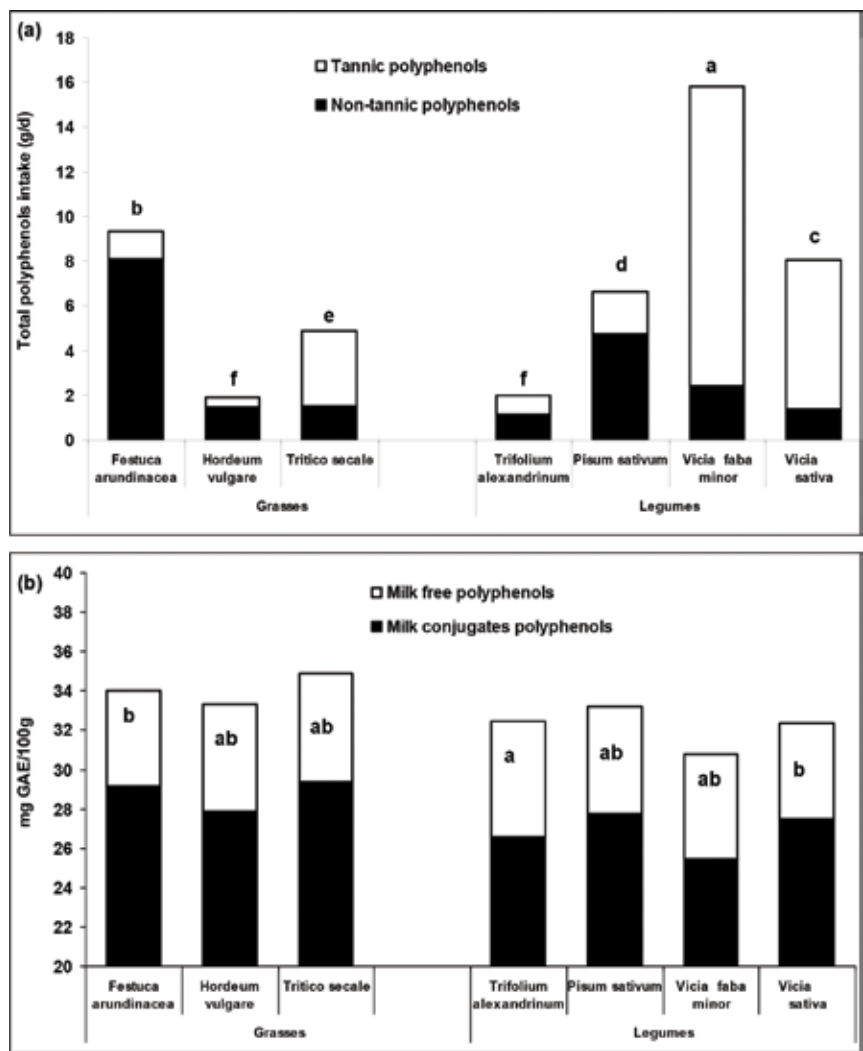 (a)
Tannic polyphenols
Non-tannic polyphenols
Total polyphenols intake (g/d)
18
16
14
12
10
8
6
4
2
0
b
f
e
f
d
a
c
Festuca
arundinacea
Hordeum
vulgare
Tritico secale
Trifolium
alexandrinum
Pisum sativum
Vicia faba
minor
Vicia
sativa
Grasses
Legumes
(b)
Milk free polyphenols
Milk conjugates polyphenols
mg GAE/100g
40
38
36
34
32
30
28
26
24
22
20
b
ab
ab
a
ab
ab
b
Festuca
arundinacea
Hordeum
vulgare
Tritico secale
Trifolium
alexandrinum
Pisum sativum
Vicia faba
minor
Vicia
sativa
Grasses
Legumes